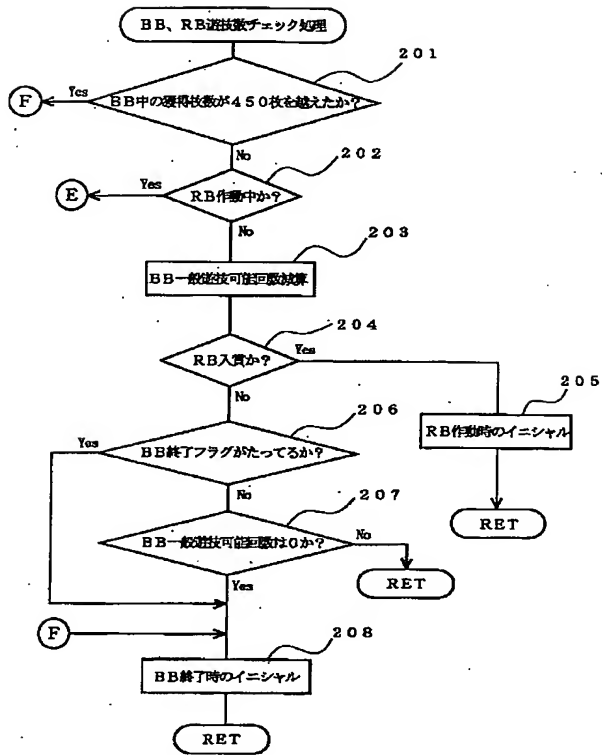 BB、RB遊技数チェック処理
201
F
Yes
BB中の獲得枚数が450枚を越えたか？
No
202
E
Yes
RB作動中か？
No
203
BB一般遊技可能回数減算
204
RB入賞か？
Yes
No
205
RB作動時のイニシャル
RET
206
Yes
BB終了フラグがたってるか？
No
207
BB一般遊技可能回数は0か？
No
RET
Yes
F
208
BB終了時のイニシャル
RET